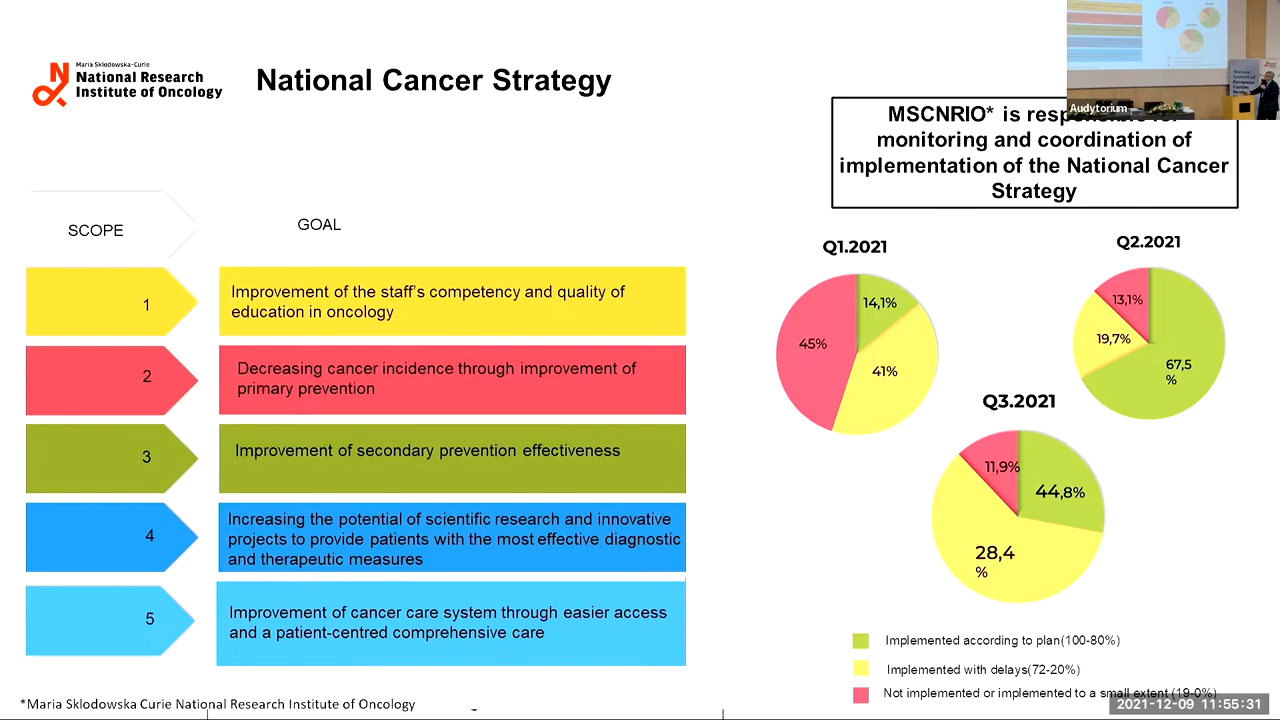 Maria Sklodowska-Curie
National Research
Institute of Oncology
National Cancer Strategy
Audytorium
MSCNRIO* is responsible for
monitoring and coordination of
implementation of the National Cancer
Strategy
SCOPE
GOAL
1
Improvement of the staff's competency and quality of
education in oncology
2
Decreasing cancer incidence through improvement of
primary prevention
3
Improvement of secondary prevention effectiveness
4
Increasing the potential of scientific research and innovative
projects to provide patients with the most effective diagnostic
and therapeutic measures
5
Improvement of cancer care system through easier access
and a patient-centred comprehensive care
Q1.2021
14,1%
45%
41%
Q2.2021
13,1%
19,7%
67,5
%
Q3.2021
11,9%
44,8%
28,4
%
Implemented according to plan(100-80%)
Implemented with delays(72-20%)
Not implemented or implemented to a small extent (19-0%)
*Maria Sklodowska Curie National Research Institute of Oncology
2021-12-09 11:55:31